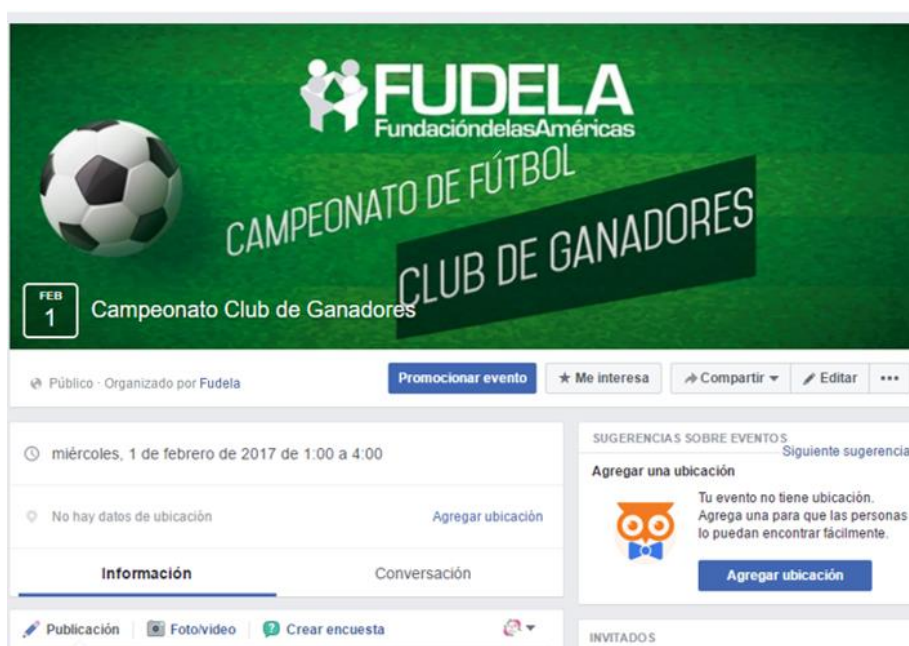 FUDELA
FundacióndelasAméricas
CAMPEONATO DE FÚTBOL
CLUB DE GANADORES
FEB
1
Campeonato Club de Ganadores
Público · Organizado por Fudela
Promocionar evento
Me interesa
Compartir
Editar
miércoles, 1 de febrero de 2017 de 1:00 a 4:00
No hay datos de ubicación
Agregar ubicación
Información
Conversación
Publicación
Foto/video
Crear encuesta
SUGERENCIAS SOBRE EVENTOS
Siguiente sugerencia
Agregar una ubicación
Tu evento no tiene ubicación.
Agrega una para que las personas
lo puedan encontrar fácilmente.
Agregar ubicación
INVITADOS